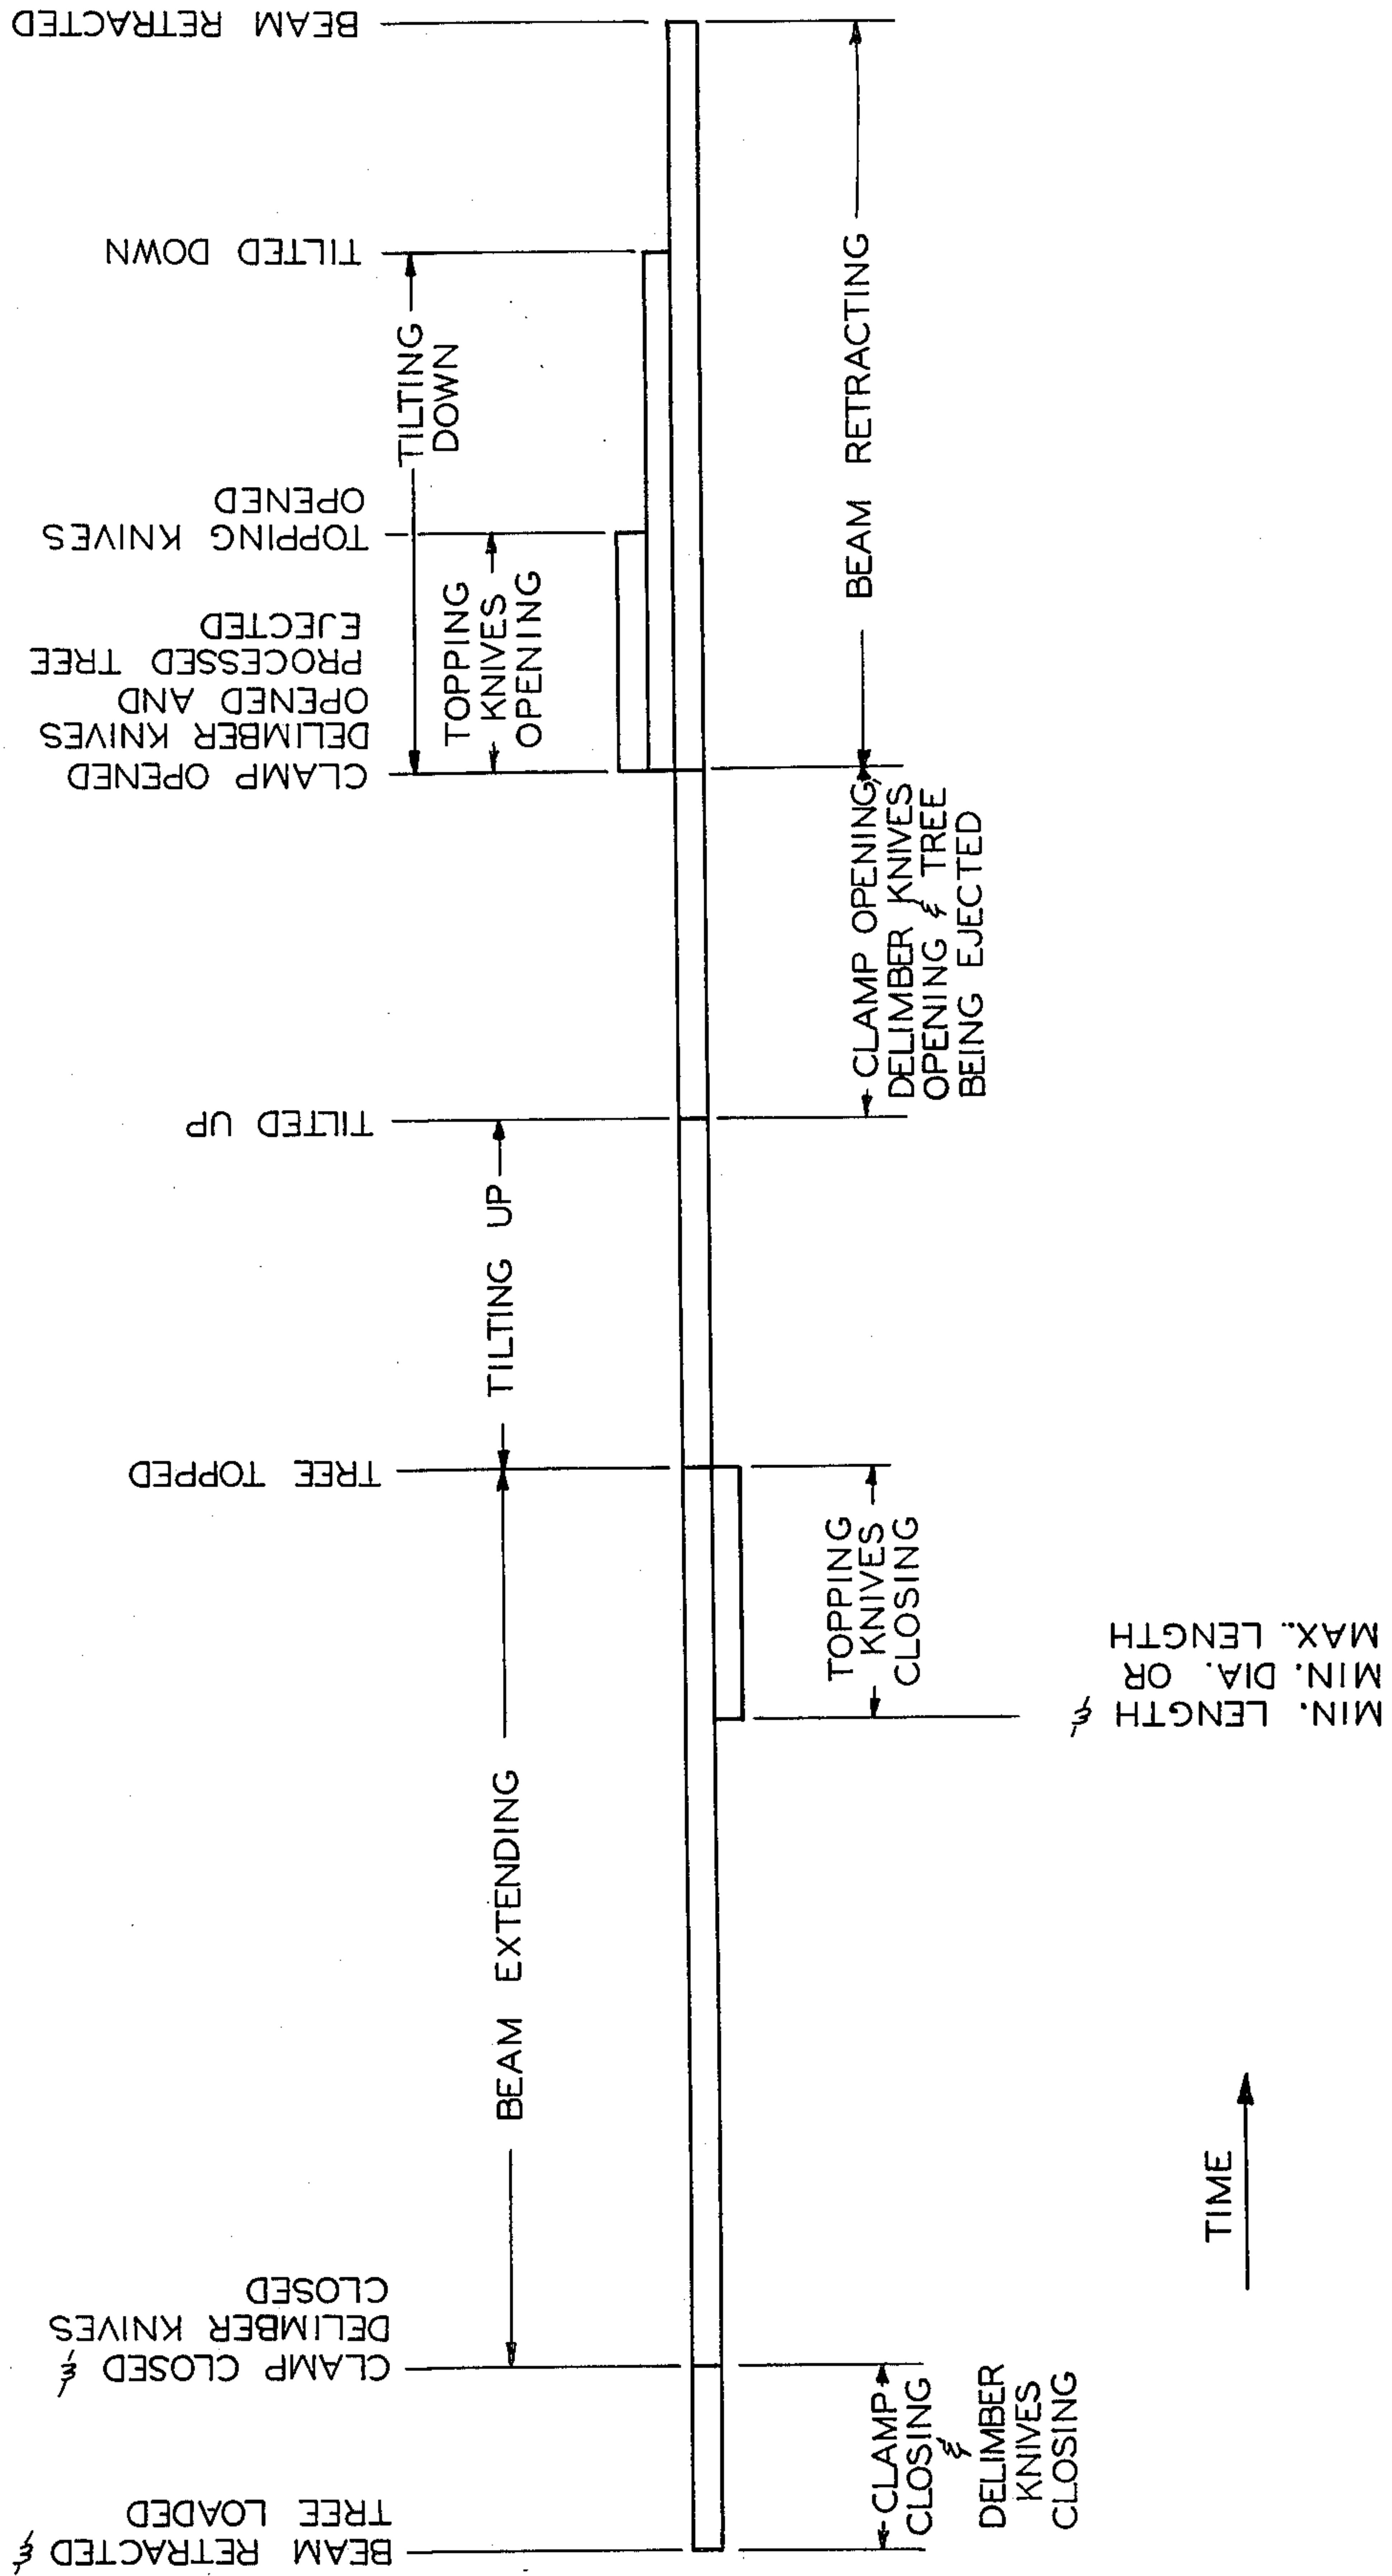 BEAM RETRACTED &
TREE LOADED
CLAMP CLOSED &
DELIMBER KNIVES
CLOSED
TREE TOPPED
TILTED UP
CLAMP OPENED
DELIMBER KNIVES
OPENED AND
PROCESSED TREE
EJECTED
TOPPING KNIVES
OPENED
TILTED DOWN
BEAM RETRACTED
BEAM EXTENDING
TILTING UP
TOPPING
KNIVES
OPENING
TILTING
DOWN
CLAMP
CLOSING
&
DELIMBER
KNIVES
CLOSING
TOPPING
KNIVES
CLOSING
CLAMP OPENING,
DELIMBER KNIVES
OPENING & TREE
BEING EJECTED
BEAM RETRACTING
MIN. LENGTH &
MIN. DIA. OR
MAX. LENGTH
TIME